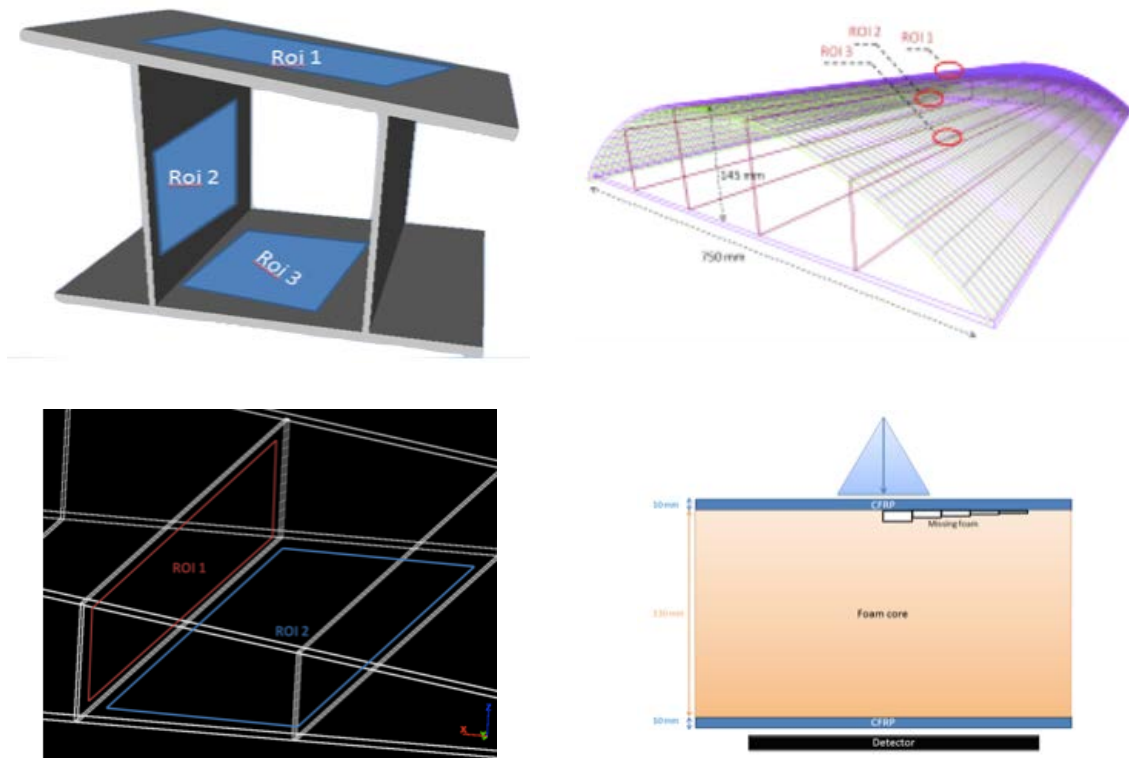 Roi 1
Roi 2
Roi 3
ROI 2
ROI 1
ROI 3
145 mm
750 mm
ROI 1
ROI 2
X
Z
10 mm
CFRP
Missing foam
Foam core
CFRP
10 mm
Detector